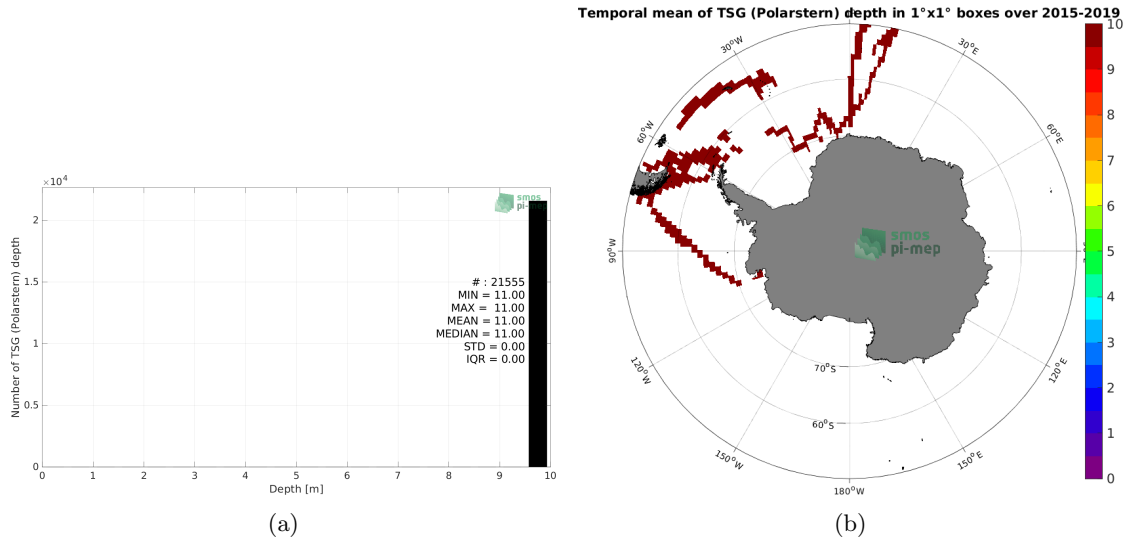 Temporal mean of TSG (Polarstern) depth in 1°x1° boxes over 2015-2019
×10⁴
Number of TSG (Polarstern) depth
2
1.5
1
0.5
0
0 1 2 3 4 5 6 7 8 9 10
Depth [m]
smos
pi-mep
# : 21555
MIN = 11.00
MAX = 11.00
MEAN = 11.00
MEDIAN = 11.00
STD = 0.00
IQR = 0.00
(a)
30°W
30°E
60°W
60°E
90°W
120°W
120°E
150°W
150°E
180°W
70°S
60°S
smos
pi-mep
10
9
8
7
6
5
4
3
2
1
0
(b)